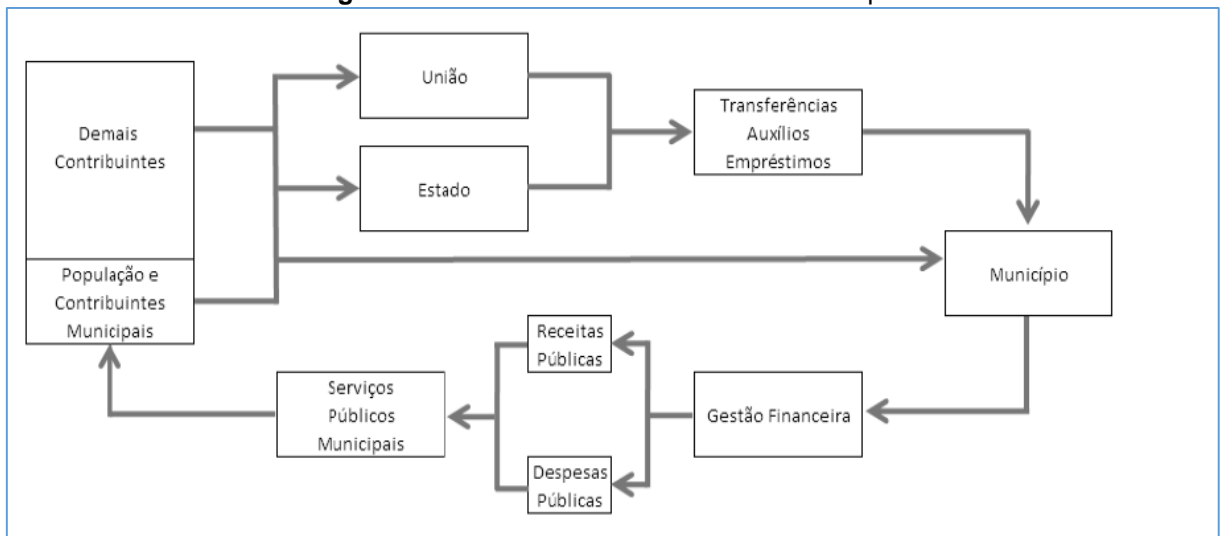 União
Demais
Contribuintes
Estado
Transferências
Auxílios
Empréstimos
População e
Contribuintes
Municipais
Município
Receitas
Públicas
Serviços
Públicos
Municipais
Gestão Financeira
Despesas
Públicas